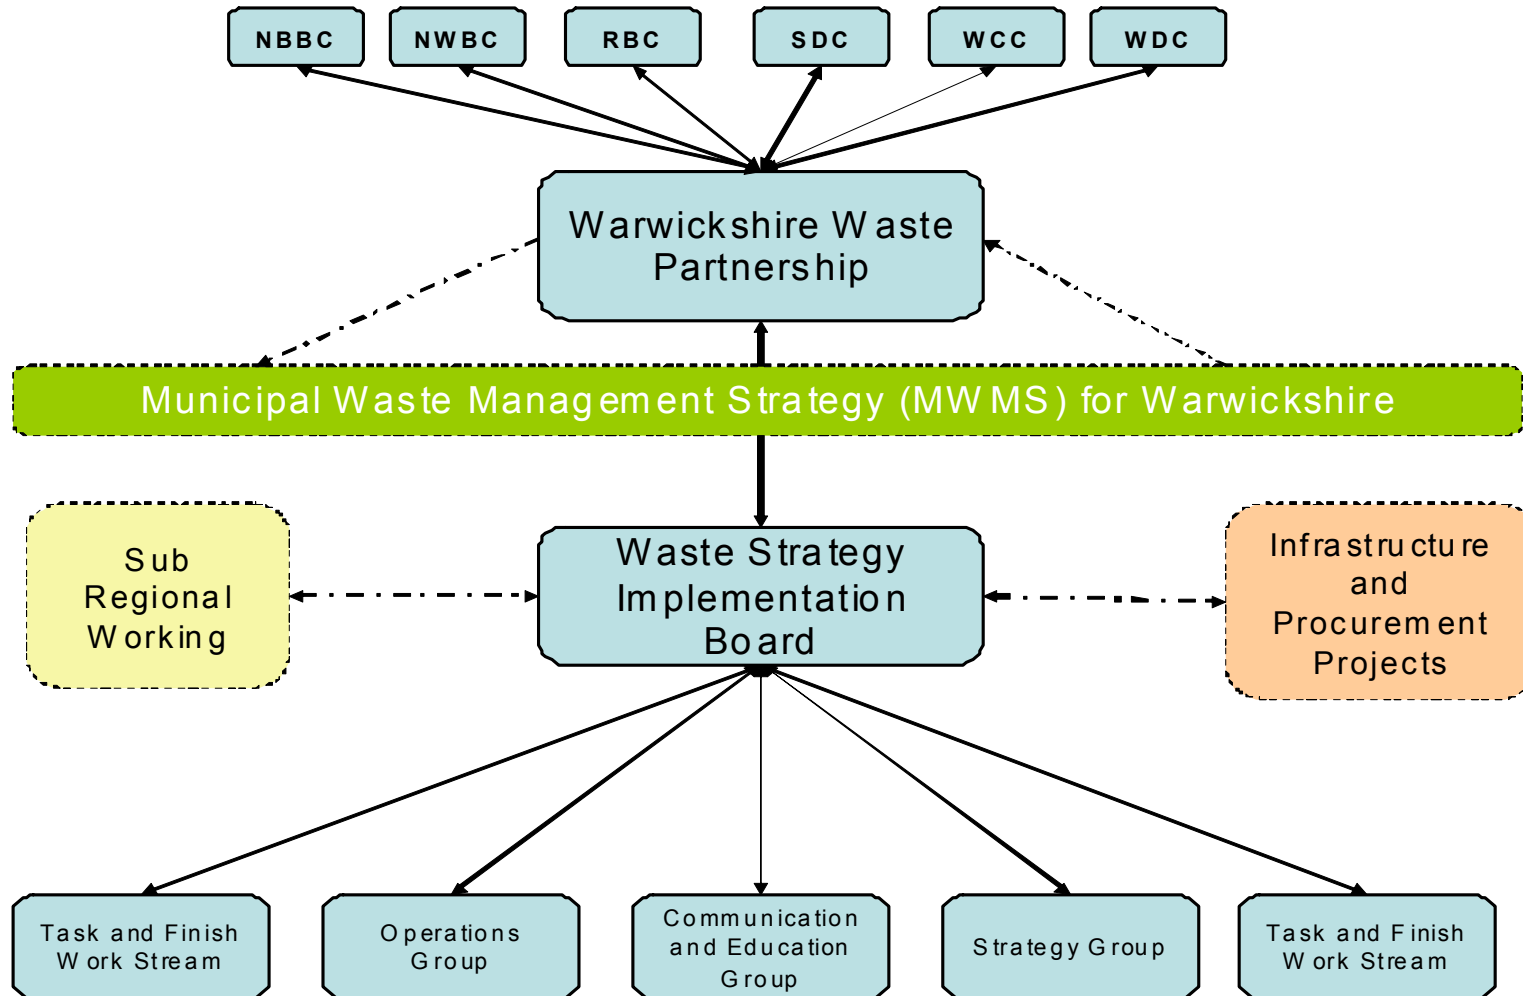 NBBC
NWBC
RBC
SDC
WCC
WDC
Warwickshire Waste
Partnership
Municipal Waste Management Strategy (MWMS) for Warwickshire
Sub
Regional
Working
Waste Strategy
Implementation
Board
Infrastructure
and
Procurement
Projects
Task and Finish
Work Stream
Operations
Group
Communication
and Education
Group
Strategy Group
Task and Finish
Work Stream